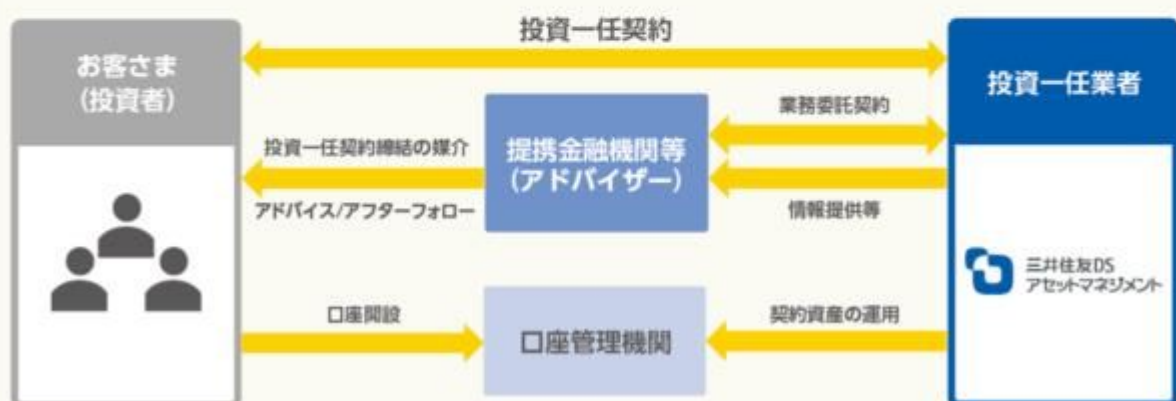 投資一任契約
お客さま
(投資者)
投資一任業者
業務委託契約
投資一任契約締結の媒介
提携金融機関等
(アドバイザー)
アドバイス/アフターフォロー
情報提供等
三井住友DS
アセットマネジメント
口座開設
口座管理機関
契約資産の運用